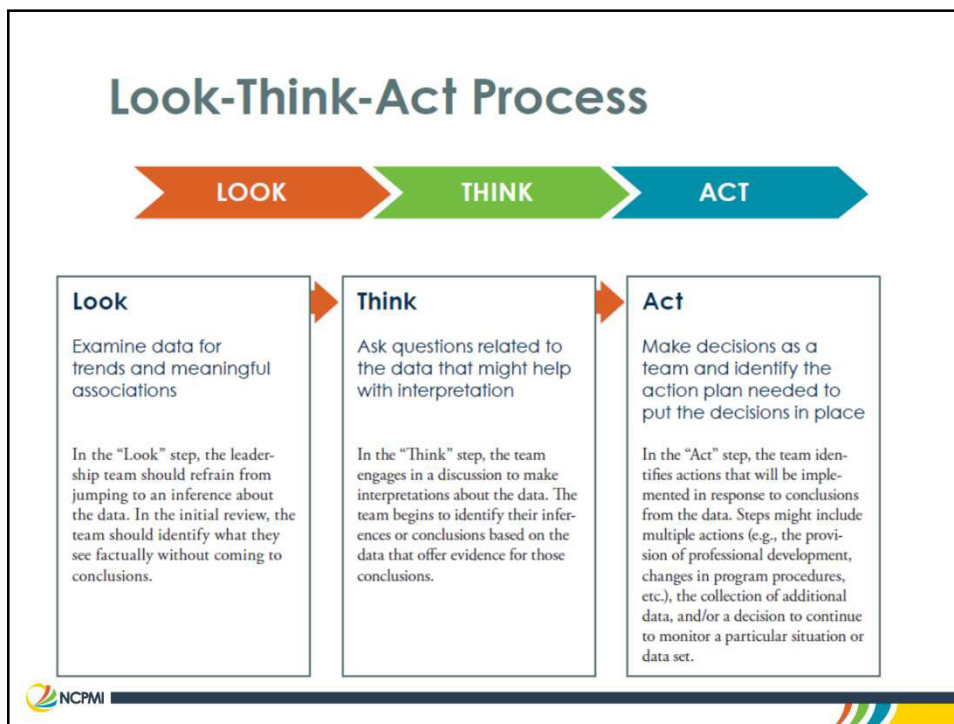 Look-Think-Act Process
LOOK
THINK
ACT
Look
Examine data for
trends and meaningful
associations
In the “Look” step, the leader-
ship team should refrain from
jumping to an inference about
the data. In the initial review, the
team should identify what they
see factually without coming to
conclusions.
Think
Ask questions related to
the data that might help
with interpretation
In the “Think” step, the team
engages in a discussion to make
interpretations about the data. The
team begins to identify their infer-
ences or conclusions based on the
data that offer evidence for those
conclusions.
Act
Make decisions as a
team and identify the
action plan needed to
put the decisions in place
In the “Act” step, the team iden-
tifies actions that will be imple-
mented in response to conclusions
from the data. Steps might include
multiple actions (e.g., the provi-
sion of professional development,
changes in program procedures,
etc.), the collection of additional
data, and/or a decision to continue
to monitor a particular situation or
data set.
NCPMI